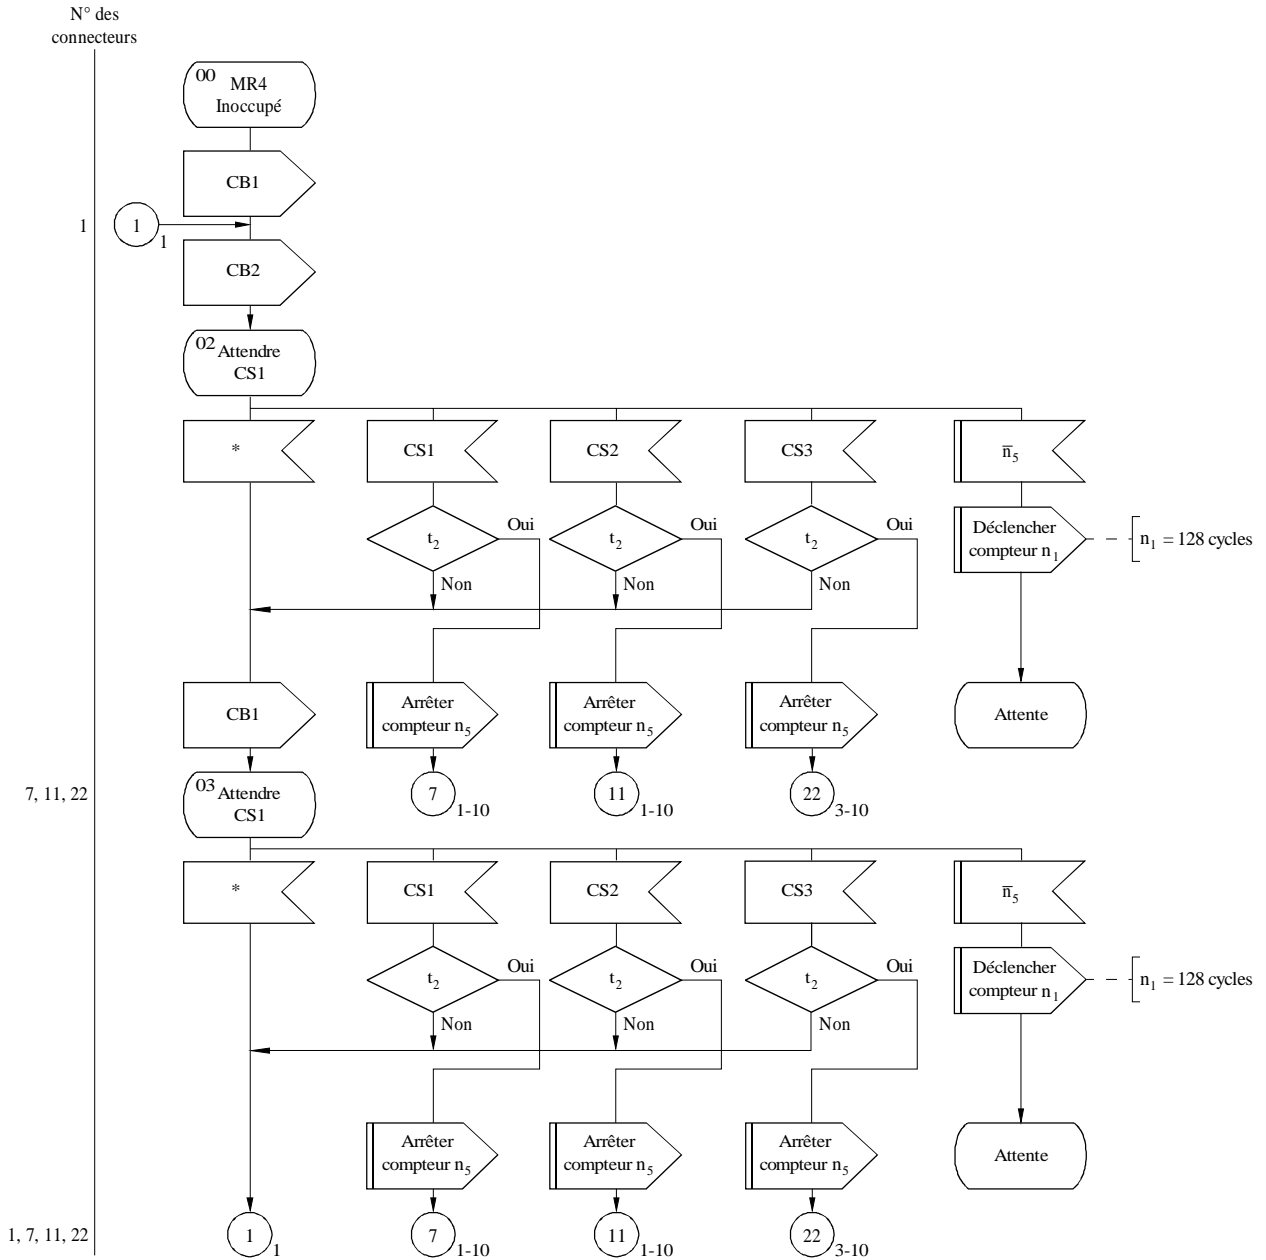 N° des
connecteurs
00
MR4
Inoccupé
CB1
1
1
1
CB2
02
Attendre
CS1
*
CS1
CS2
CS3
n̅₅
t₂
Oui
t₂
Oui
t₂
Oui
Déclencher
compteur n₁
n₁ = 128 cycles
Non
Non
Non
CB1
Arrêter
compteur n₅
Arrêter
compteur n₅
Arrêter
compteur n₅
Attente
7, 11, 22
03
Attendre
CS1
7
1-10
11
1-10
22
3-10
*
CS1
CS2
CS3
n̅₅
t₂
Oui
t₂
Oui
t₂
Oui
Déclencher
compteur n₁
n₁ = 128 cycles
Non
Non
Non
Arrêter
compteur n₅
Arrêter
compteur n₅
Arrêter
compteur n₅
Attente
1, 7, 11, 22
1
1
7
1-10
11
1-10
22
3-10